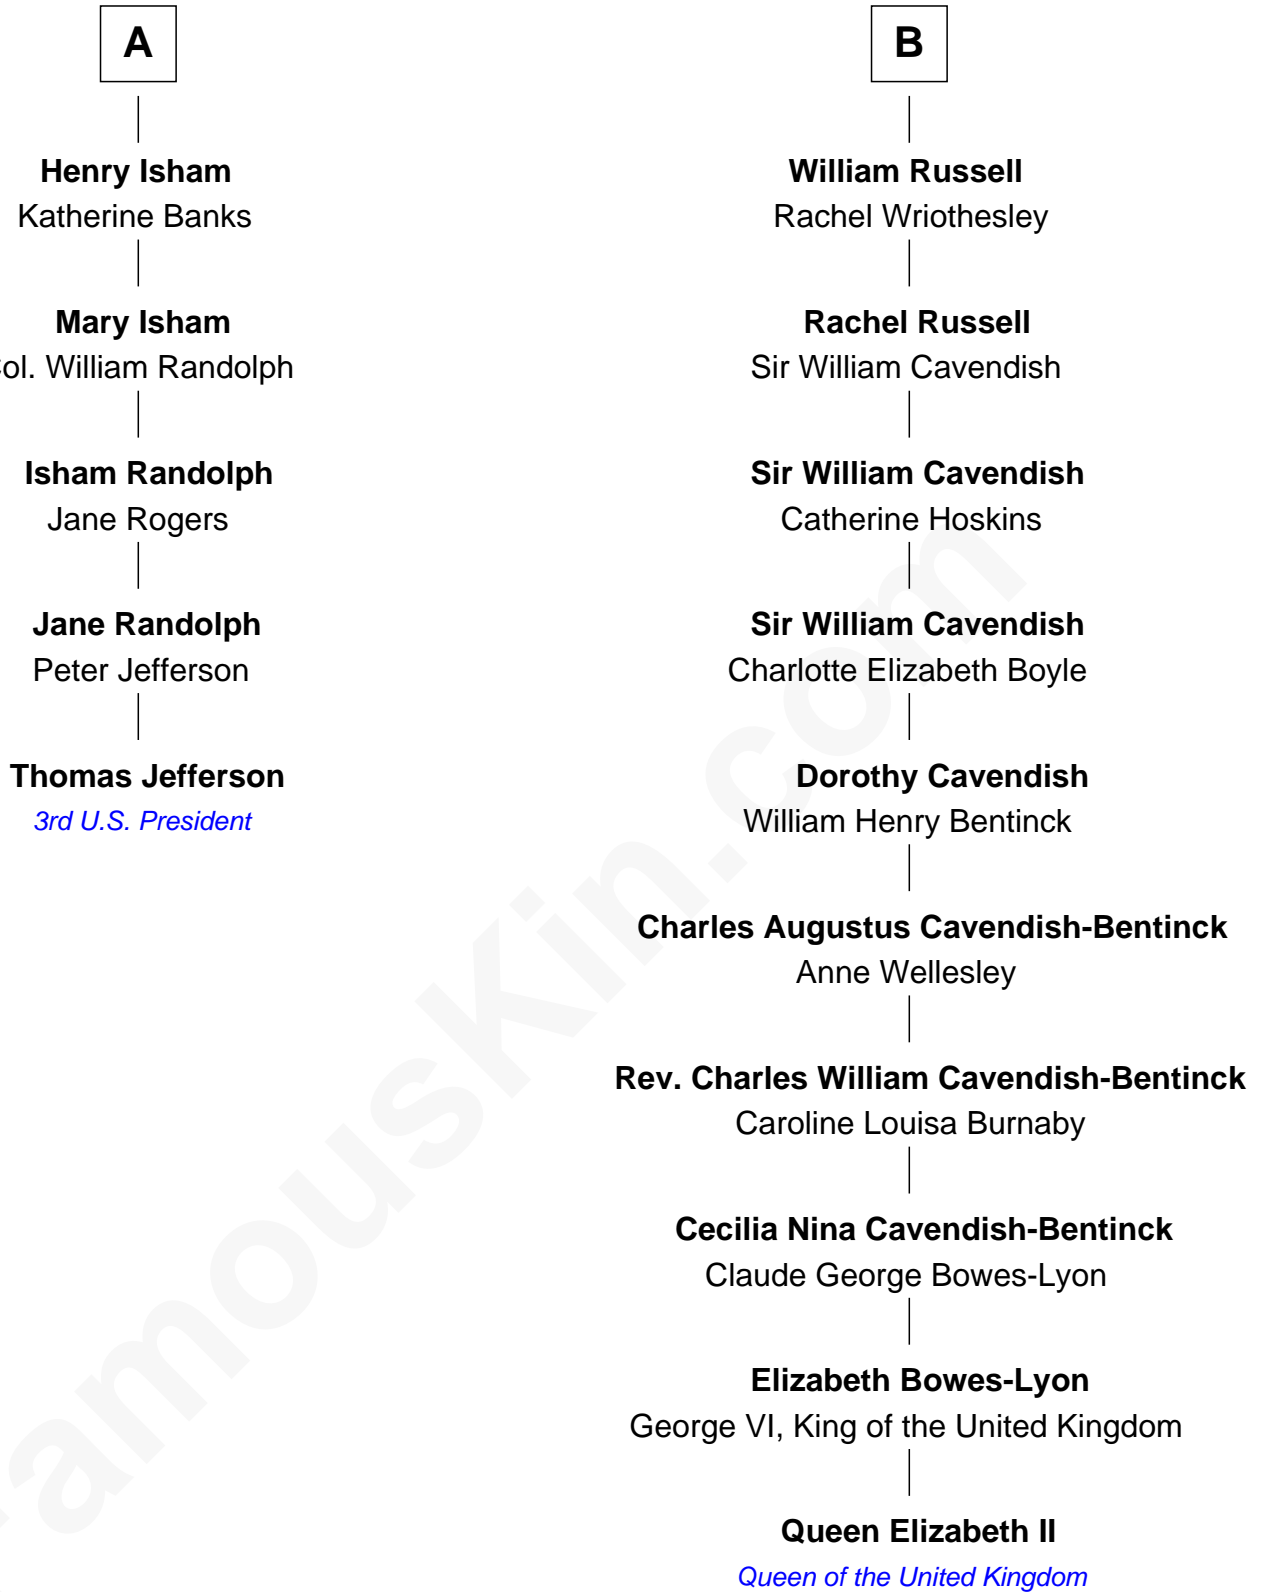 A
Henry Isham
Katherine Banks
Mary Isham
William Randolph
Isham Randolph
Jane Rogers
Jane Randolph
Peter Jefferson
Thomas Jefferson
3rd U.S. President
B
William Russell
Rachel Wriothesley
Rachel Russell
Sir William Cavendish
Sir William Cavendish
Catherine Hoskins
Sir William Cavendish
Charlotte Elizabeth Boyle
Dorothy Cavendish
William Henry Bentinck
Charles Augustus Cavendish-Bentinck
Anne Wellesley
Rev. Charles William Cavendish-Bentinck
Caroline Louisa Burnaby
Cecilia Nina Cavendish-Bentinck
Claude George Bowes-Lyon
Elizabeth Bowes-Lyon
George VI, King of the United Kingdom
Queen Elizabeth II
Queen of the United Kingdom